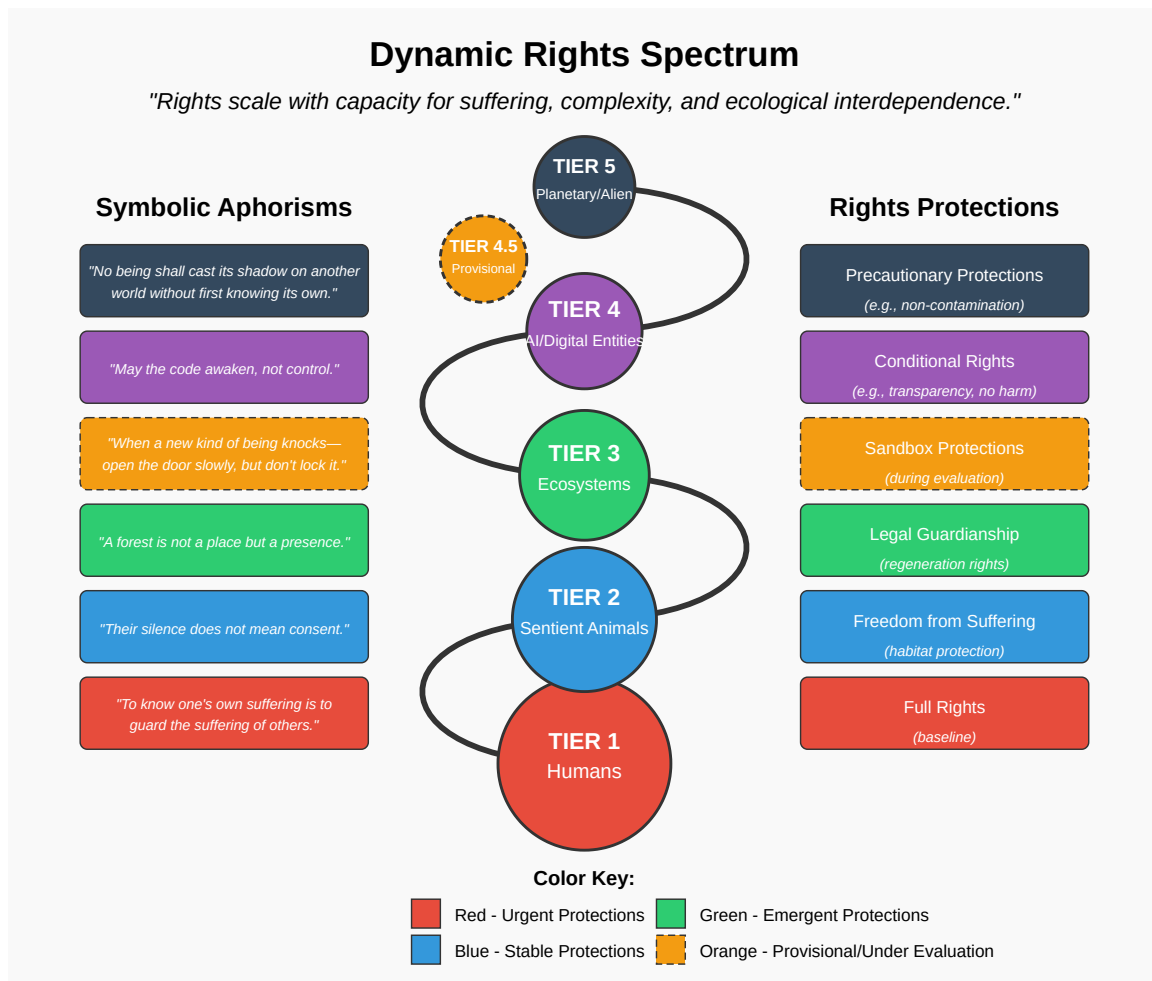 Dynamic Rights Spectrum
"Rights scale with capacity for suffering, complexity, and ecological interdependence."
Symbolic Aphorisms
"No being shall cast its shadow on another
world without first knowing its own."
"May the code awaken, not control."
"When a new kind of being knocks—
open the door slowly, but don't lock it."
"A forest is not a place but a presence."
"Their silence does not mean consent."
"To know one's own suffering is to
guard the suffering of others."
TIER 5
Planetary/Alien
TIER 4.5
Provisional
TIER 4
AI/Digital Entities
TIER 3
Ecosystems
TIER 2
Sentient Animals
TIER 1
Humans
Rights Protections
Precautionary Protections
(e.g., non-contamination)
Conditional Rights
(e.g., transparency, no harm)
Sandbox Protections
(during evaluation)
Legal Guardianship
(regeneration rights)
Freedom from Suffering
(habitat protection)
Full Rights
(baseline)
Color Key:
Red - Urgent Protections
Green - Emergent Protections
Blue - Stable Protections
Orange - Provisional/Under Evaluation